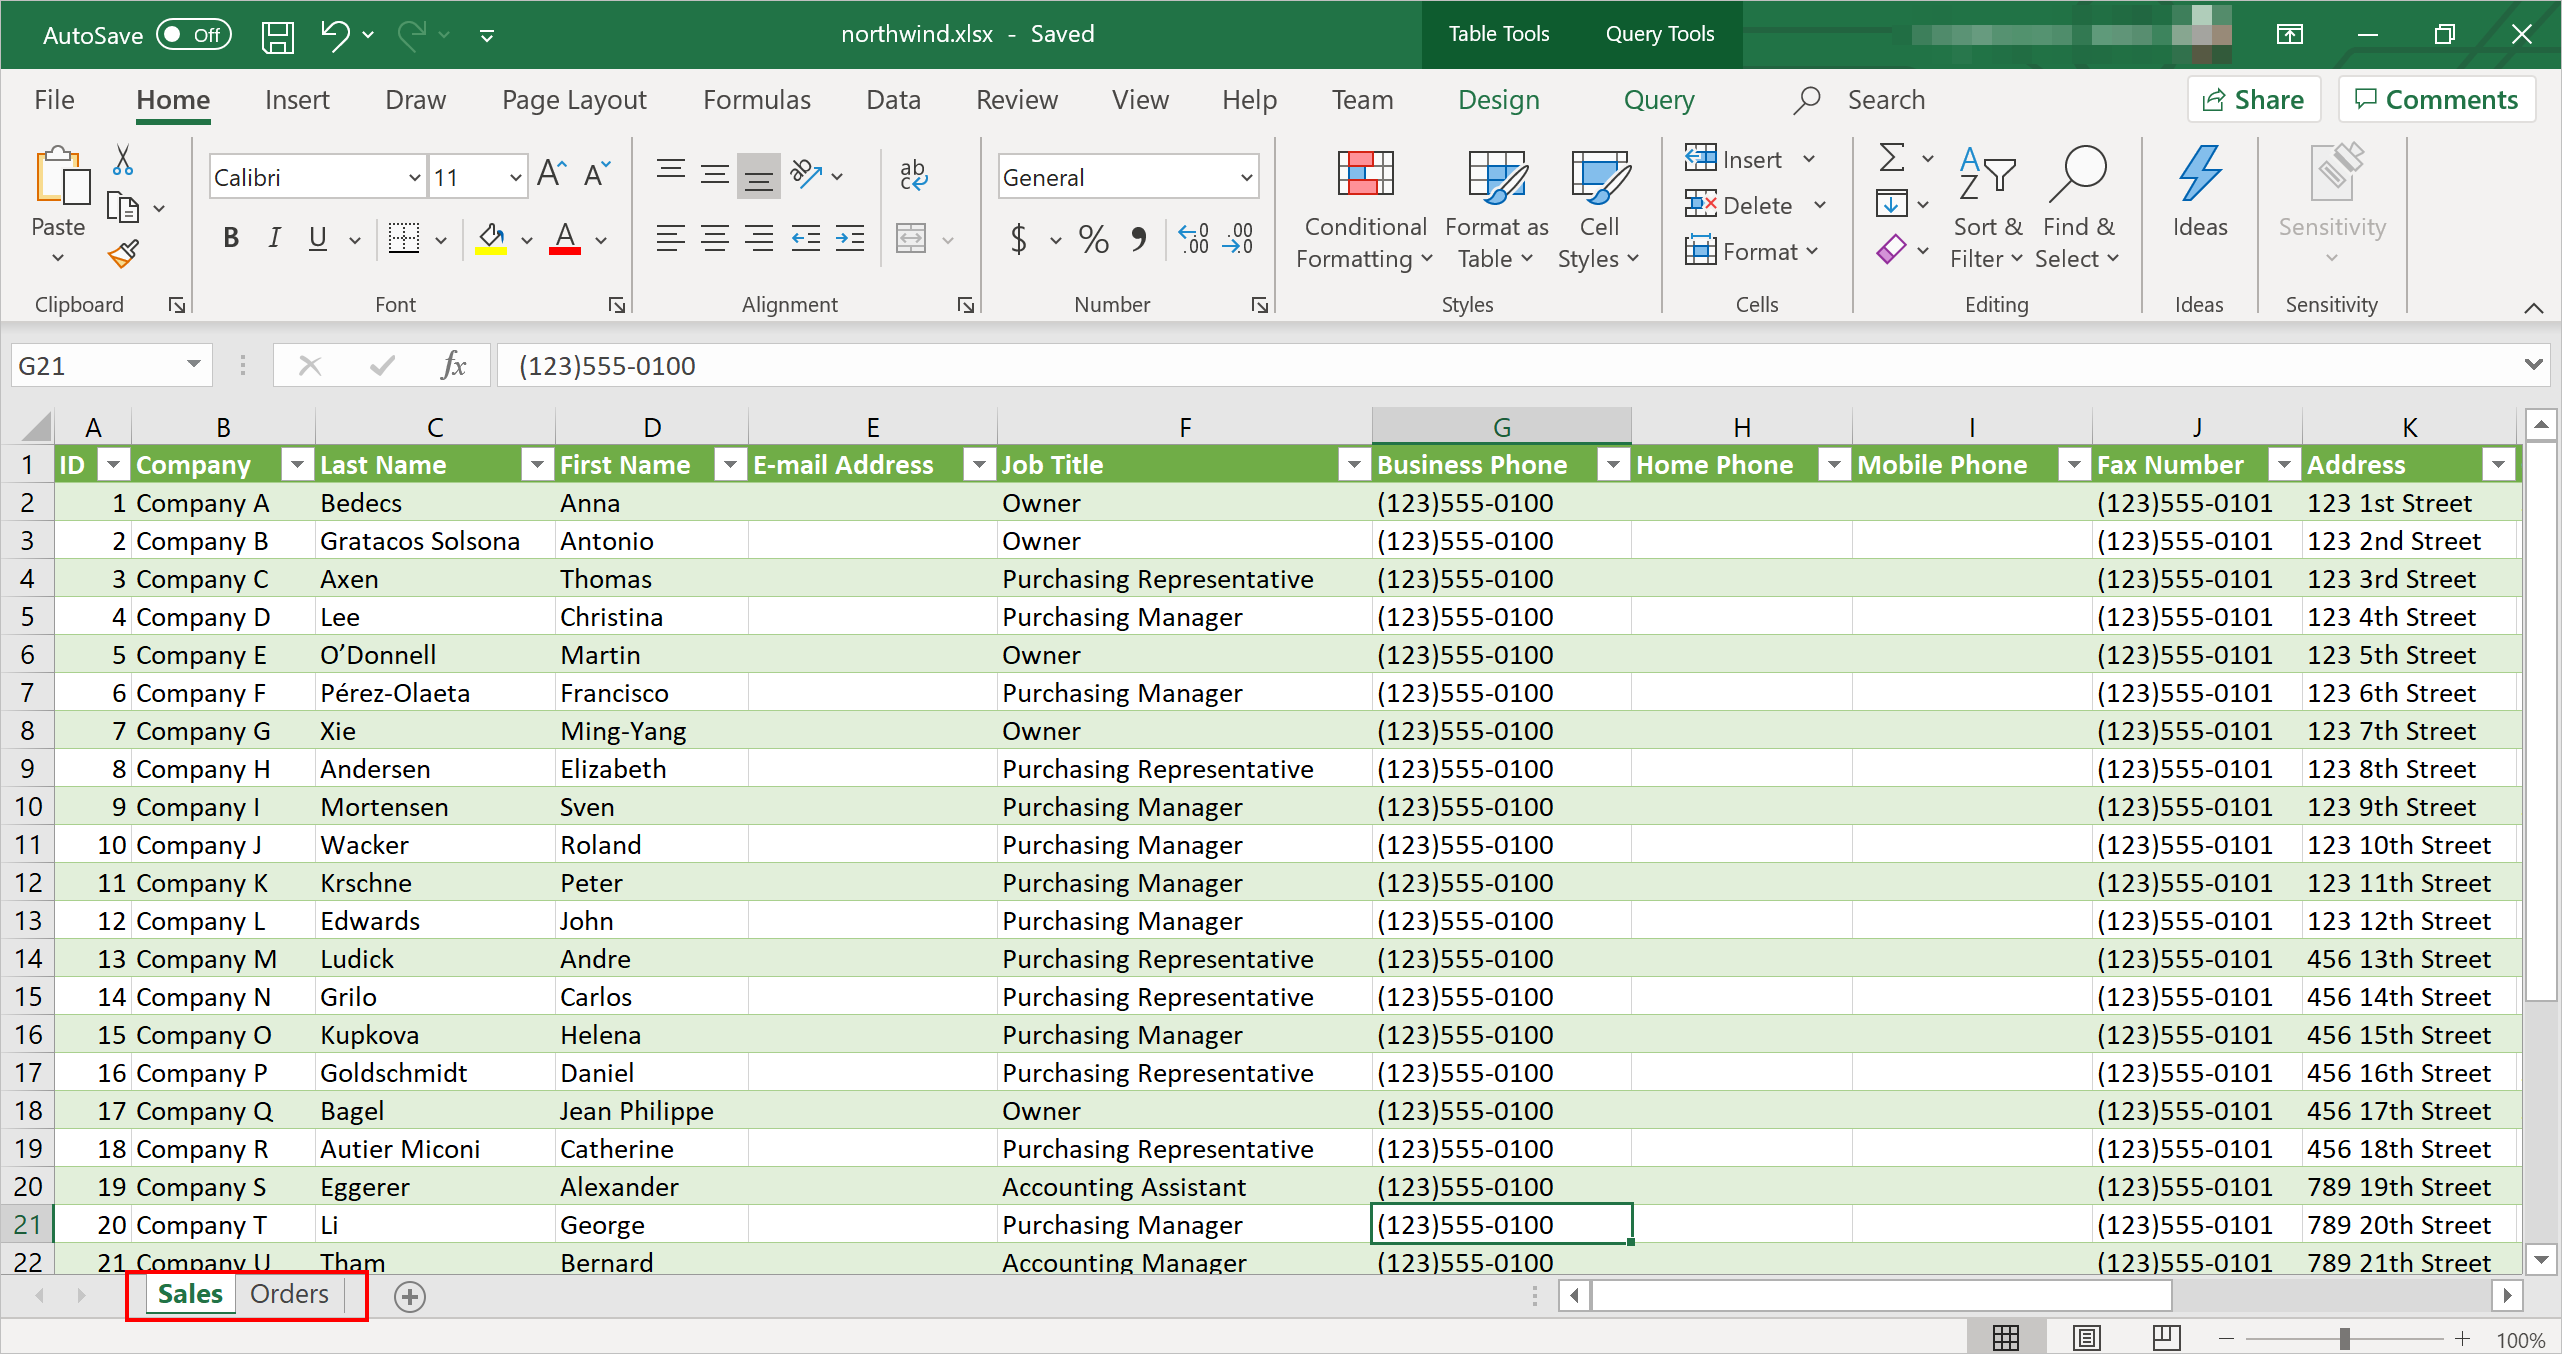 AutoSave Off northwind.xlsx - Saved Table Tools Query Tools
File Home Insert Draw Page Layout Formulas Data Review View Help Team Design Query Search Share Comments
Paste
Clipboard
Calibri 11
B I U A
Font
ab
Alignment
General
$ % , .0 .00 .00 .0
Number
Conditional Formatting
Format as Table
Cell Styles
Styles
Insert
Delete
Format
Cells
Sort & Filter
Find & Select
Editing
Ideas
Ideas
Sensitivity
Sensitivity
G21 fx (123)555-0100
A B C D E F G H I J K
1 ID Company Last Name First Name E-mail Address Job Title Business Phone Home Phone Mobile Phone Fax Number Address
2 1 Company A Bedecs Anna Owner (123)555-0100 (123)555-0101 123 1st Street
3 2 Company B Gratacos Solsona Antonio Owner (123)555-0100 (123)555-0101 123 2nd Street
4 3 Company C Axen Thomas Purchasing Representative (123)555-0100 (123)555-0101 123 3rd Street
5 4 Company D Lee Christina Purchasing Manager (123)555-0100 (123)555-0101 123 4th Street
6 5 Company E O’Donnell Martin Owner (123)555-0100 (123)555-0101 123 5th Street
7 6 Company F Pérez-Olaeta Francisco Purchasing Manager (123)555-0100 (123)555-0101 123 6th Street
8 7 Company G Xie Ming-Yang Owner (123)555-0100 (123)555-0101 123 7th Street
9 8 Company H Andersen Elizabeth Purchasing Representative (123)555-0100 (123)555-0101 123 8th Street
10 9 Company I Mortensen Sven Purchasing Manager (123)555-0100 (123)555-0101 123 9th Street
11 10 Company J Wacker Roland Purchasing Manager (123)555-0100 (123)555-0101 123 10th Street
12 11 Company K Krschne Peter Purchasing Manager (123)555-0100 (123)555-0101 123 11th Street
13 12 Company L Edwards John Purchasing Manager (123)555-0100 (123)555-0101 123 12th Street
14 13 Company M Ludick Andre Purchasing Representative (123)555-0100 (123)555-0101 456 13th Street
15 14 Company N Grilo Carlos Purchasing Representative (123)555-0100 (123)555-0101 456 14th Street
16 15 Company O Kupkova Helena Purchasing Manager (123)555-0100 (123)555-0101 456 15th Street
17 16 Company P Goldschmidt Daniel Purchasing Representative (123)555-0100 (123)555-0101 456 16th Street
18 17 Company Q Bagel Jean Philippe Owner (123)555-0100 (123)555-0101 456 17th Street
19 18 Company R Autier Miconi Catherine Purchasing Representative (123)555-0100 (123)555-0101 456 18th Street
20 19 Company S Eggerer Alexander Accounting Assistant (123)555-0100 (123)555-0101 789 19th Street
21 20 Company T Li George Purchasing Manager (123)555-0100 (123)555-0101 789 20th Street
22 21 Company U Tham Bernard Accounting Manager (123)555-0100 (123)555-0101 789 21th Street
Sales Orders
100%